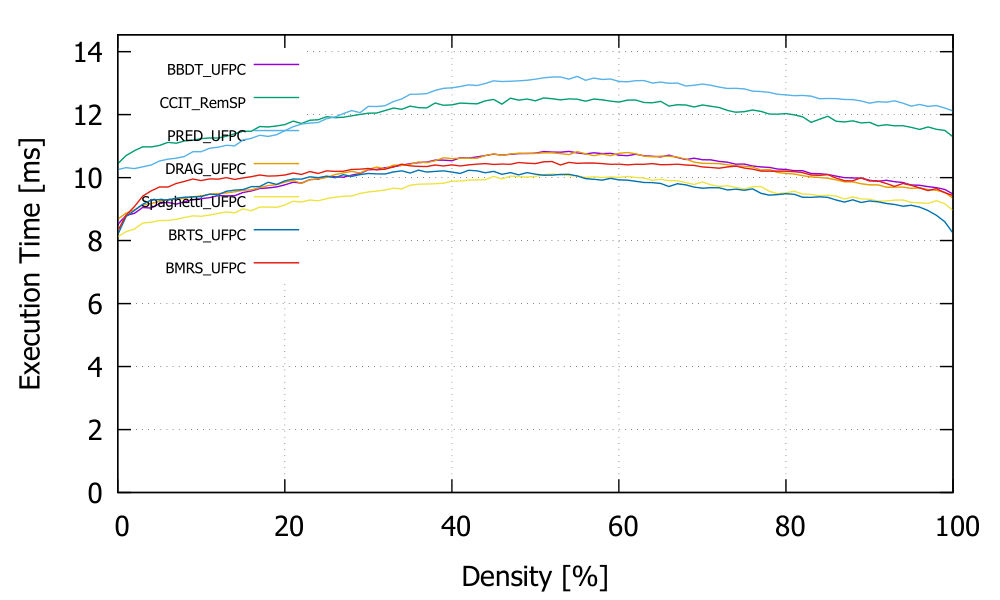 14
12
10
8
6
4
2
0
Execution Time [ms]
BBDT_UFPC
CCIT_RemSP
PRED_UFPC
DRAG_UFPC
Spaghetti_UFPC
BRTS_UFPC
BMRS_UFPC
0 20 40 60 80 100
Density [%]